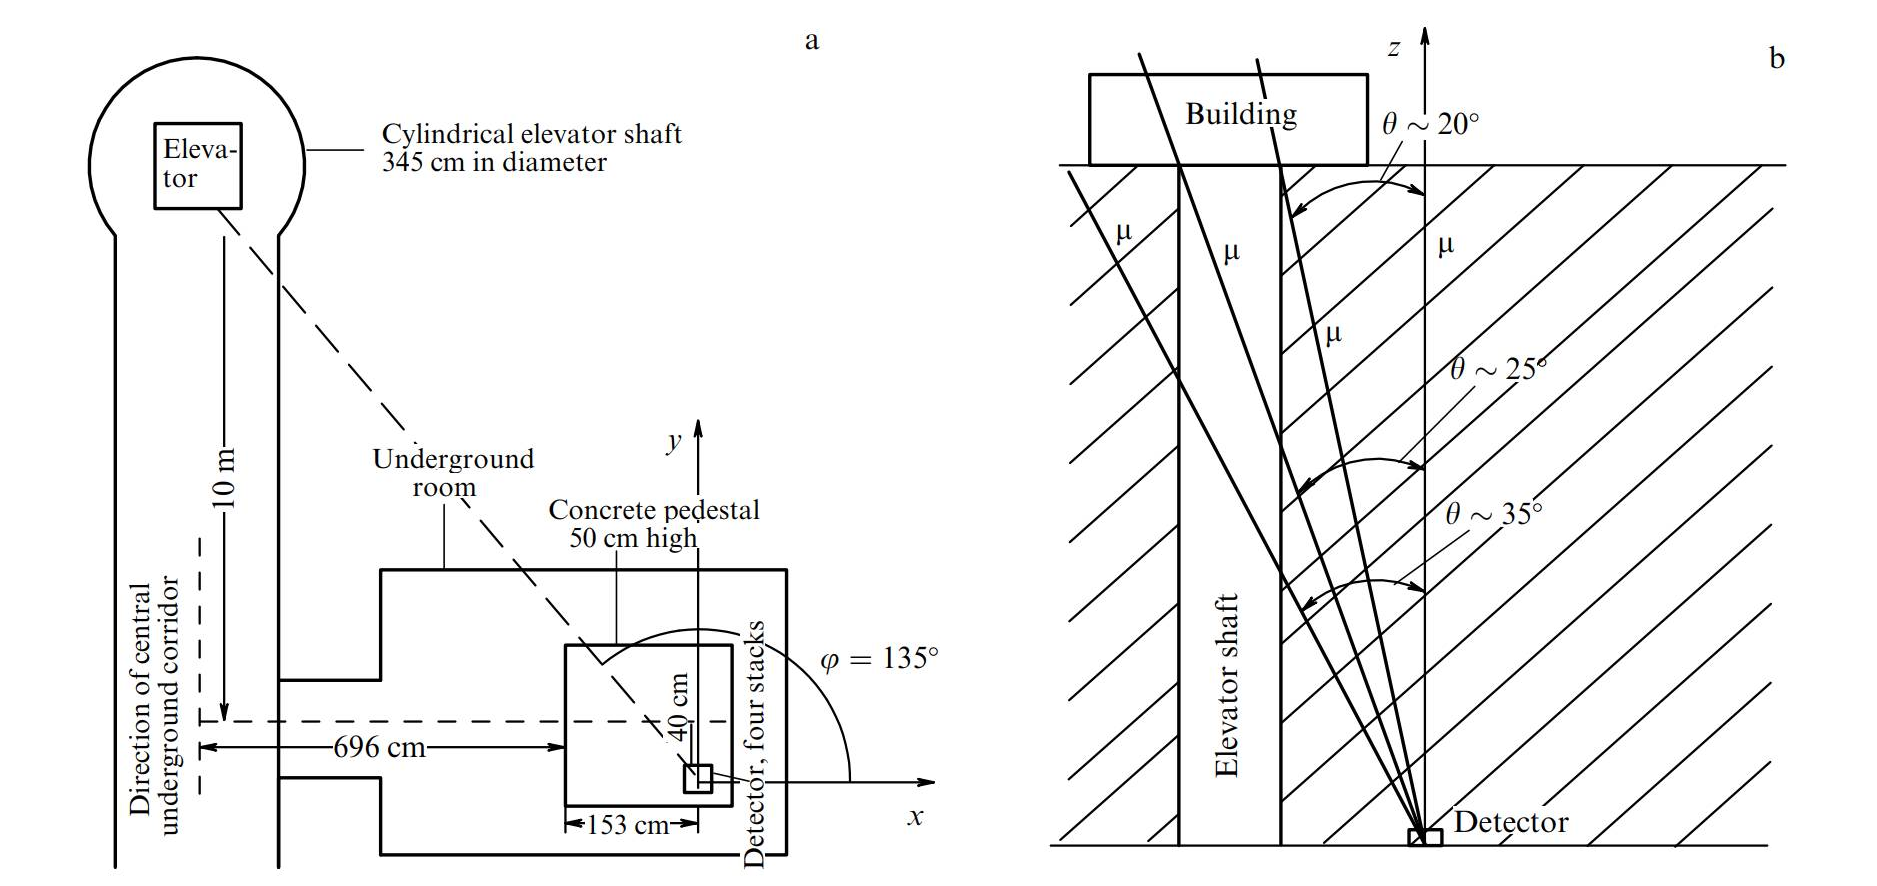 a
Eleva-
tor
Cylindrical elevator shaft
345 cm in diameter
Underground
room
10 m
Concrete pedestal
50 cm high
y
Direction of central
underground corridor
696 cm
40 cm
153 cm
Detector, four stacks
φ = 135°
x
b
z
Building
θ ∼ 20°
μ
μ
μ
μ
θ ∼ 25°
θ ∼ 35°
Elevator shaft
Detector